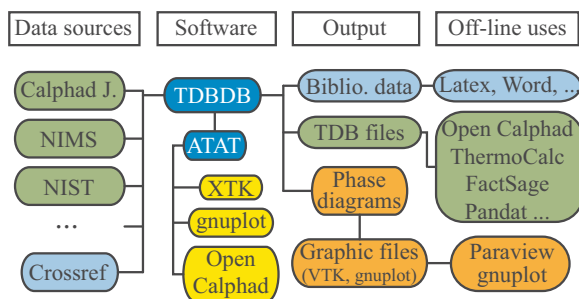 Data sources
Software
Output
Off-line uses
Calphad J.
NIMS
NIST
...
Crossref
TDBDB
ATAT
XTK
gnuplot
Open
Calphad
Biblio. data
TDB files
Phase
diagrams
Graphic files
(VTK, gnuplot)
Latex, Word, ...
Open Calphad
ThermoCalc
FactSage
Pandat ...
Paraview
gnuplot